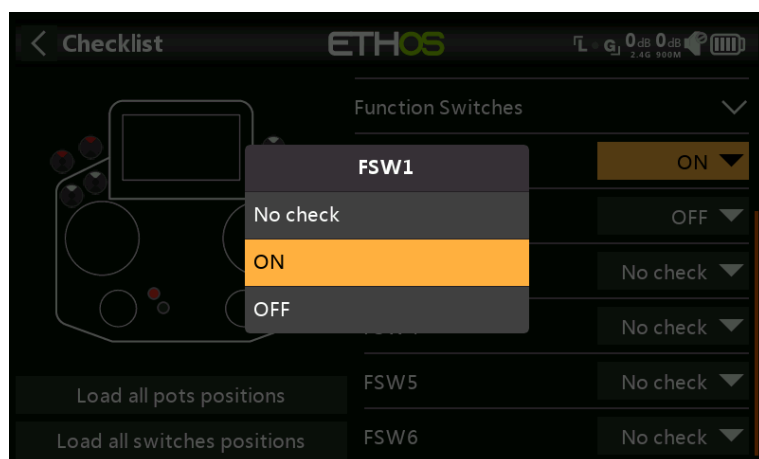 Checklist
ETHOS
L G 0dB 0dB
2.4G 900M
Function Switches
FSW1
ON
No check
OFF
ON
No check
OFF
No check
FSW5
No check
Load all pots positions
FSW6
No check
Load all switches positions